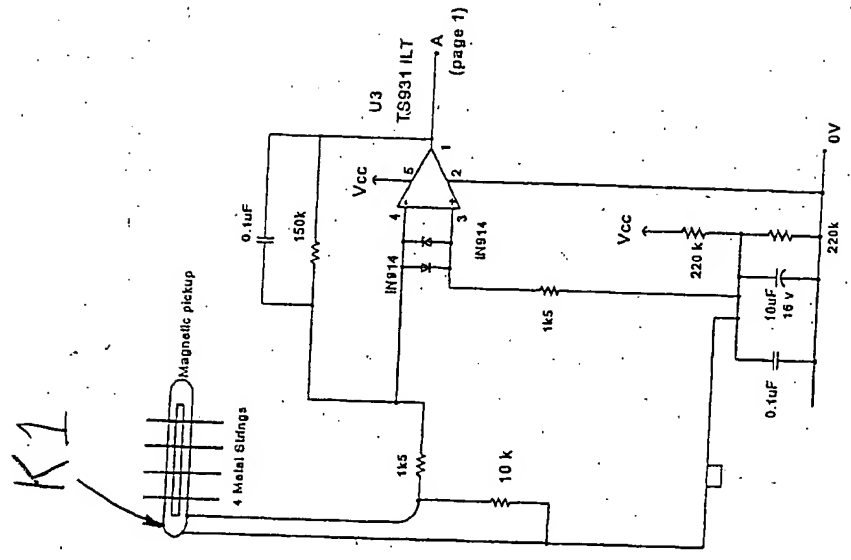 K 1
Magnetic pickup
4 Metal Strings
0.1uF
150k
U3
TS931 ILT
A
(page 1)
Vcc
5
4
1
2
3
IN914
IN914
1k5
10 k
1k5
Vcc
220 k
220k
10uF
16 v
0.1uF
0V